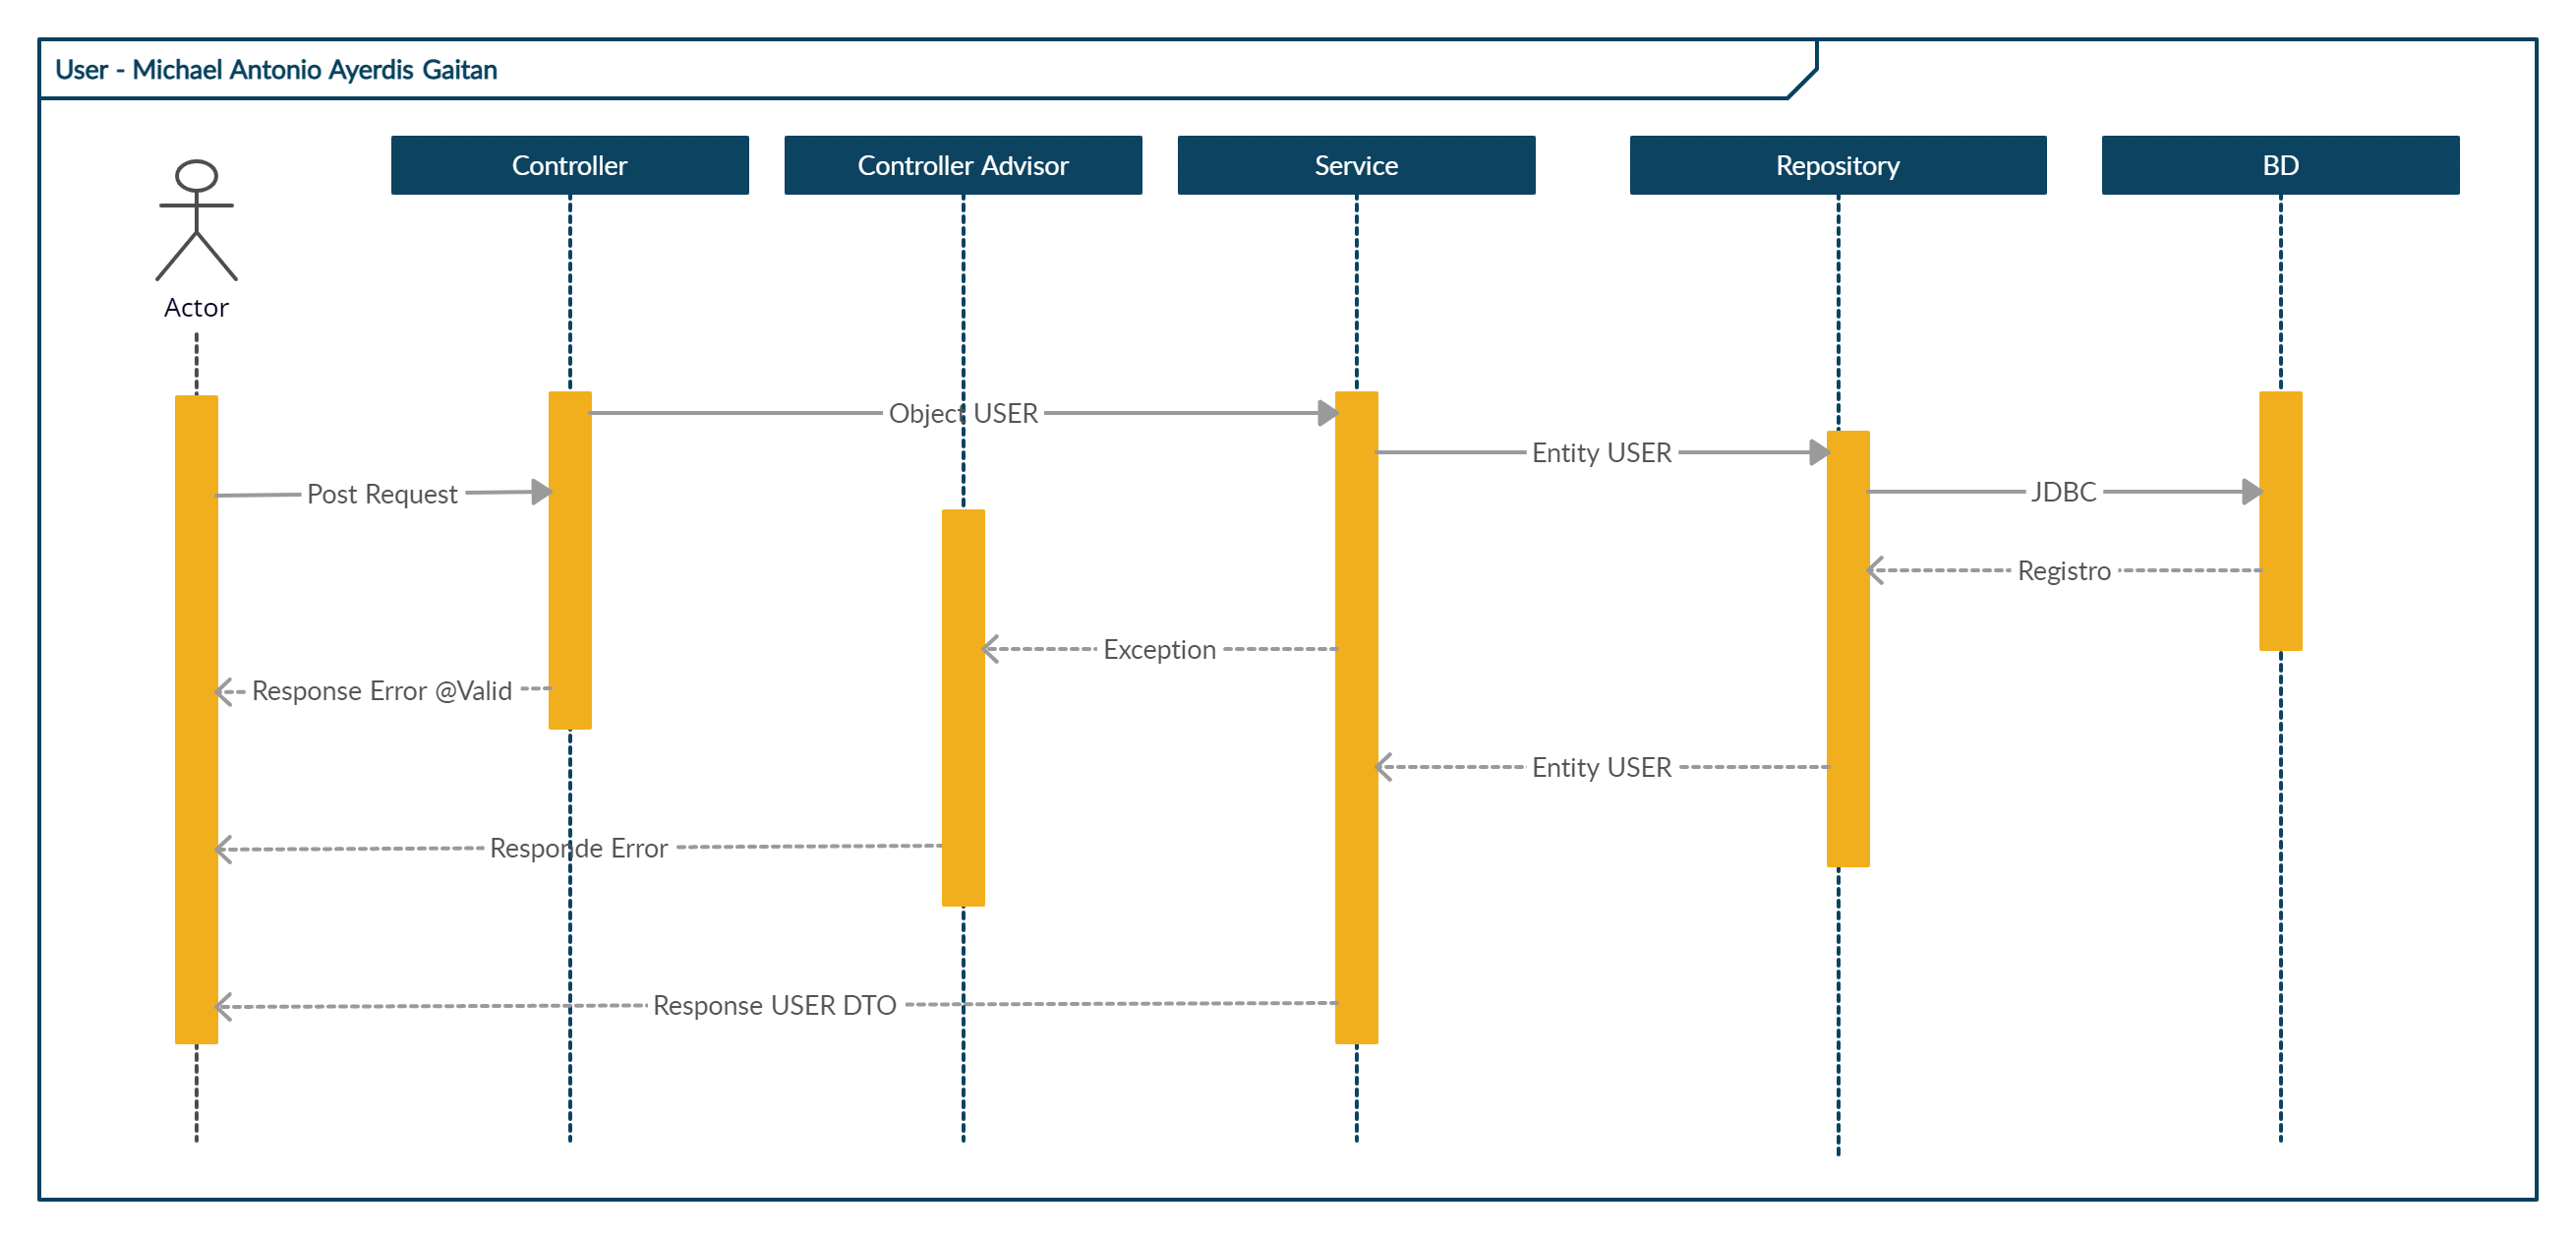 User - Michael Antonio Ayerdis Gaitan
Controller
Controller Advisor
Service
Repository
BD
Actor
Object USER
Entity USER
Post Request
JDBC
Registro
Exception
Response Error @Valid
Entity USER
Responde Error
Response USER DTO